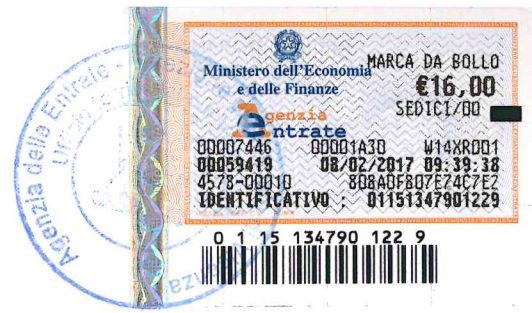 Ministero dell'Economia
e delle Finanze
MARCA DA BOLLO
€16,00
SEDICI/00
Agenzia
Entrate
00007446 00001A30 W14XR001
00059419 08/02/2017 09:39:38
4578-00010 808A0FB07E74C7E2
IDENTIFICATIVO : 01151347901229
0 1 15 134790 122 9
Agenzia delle Entrate